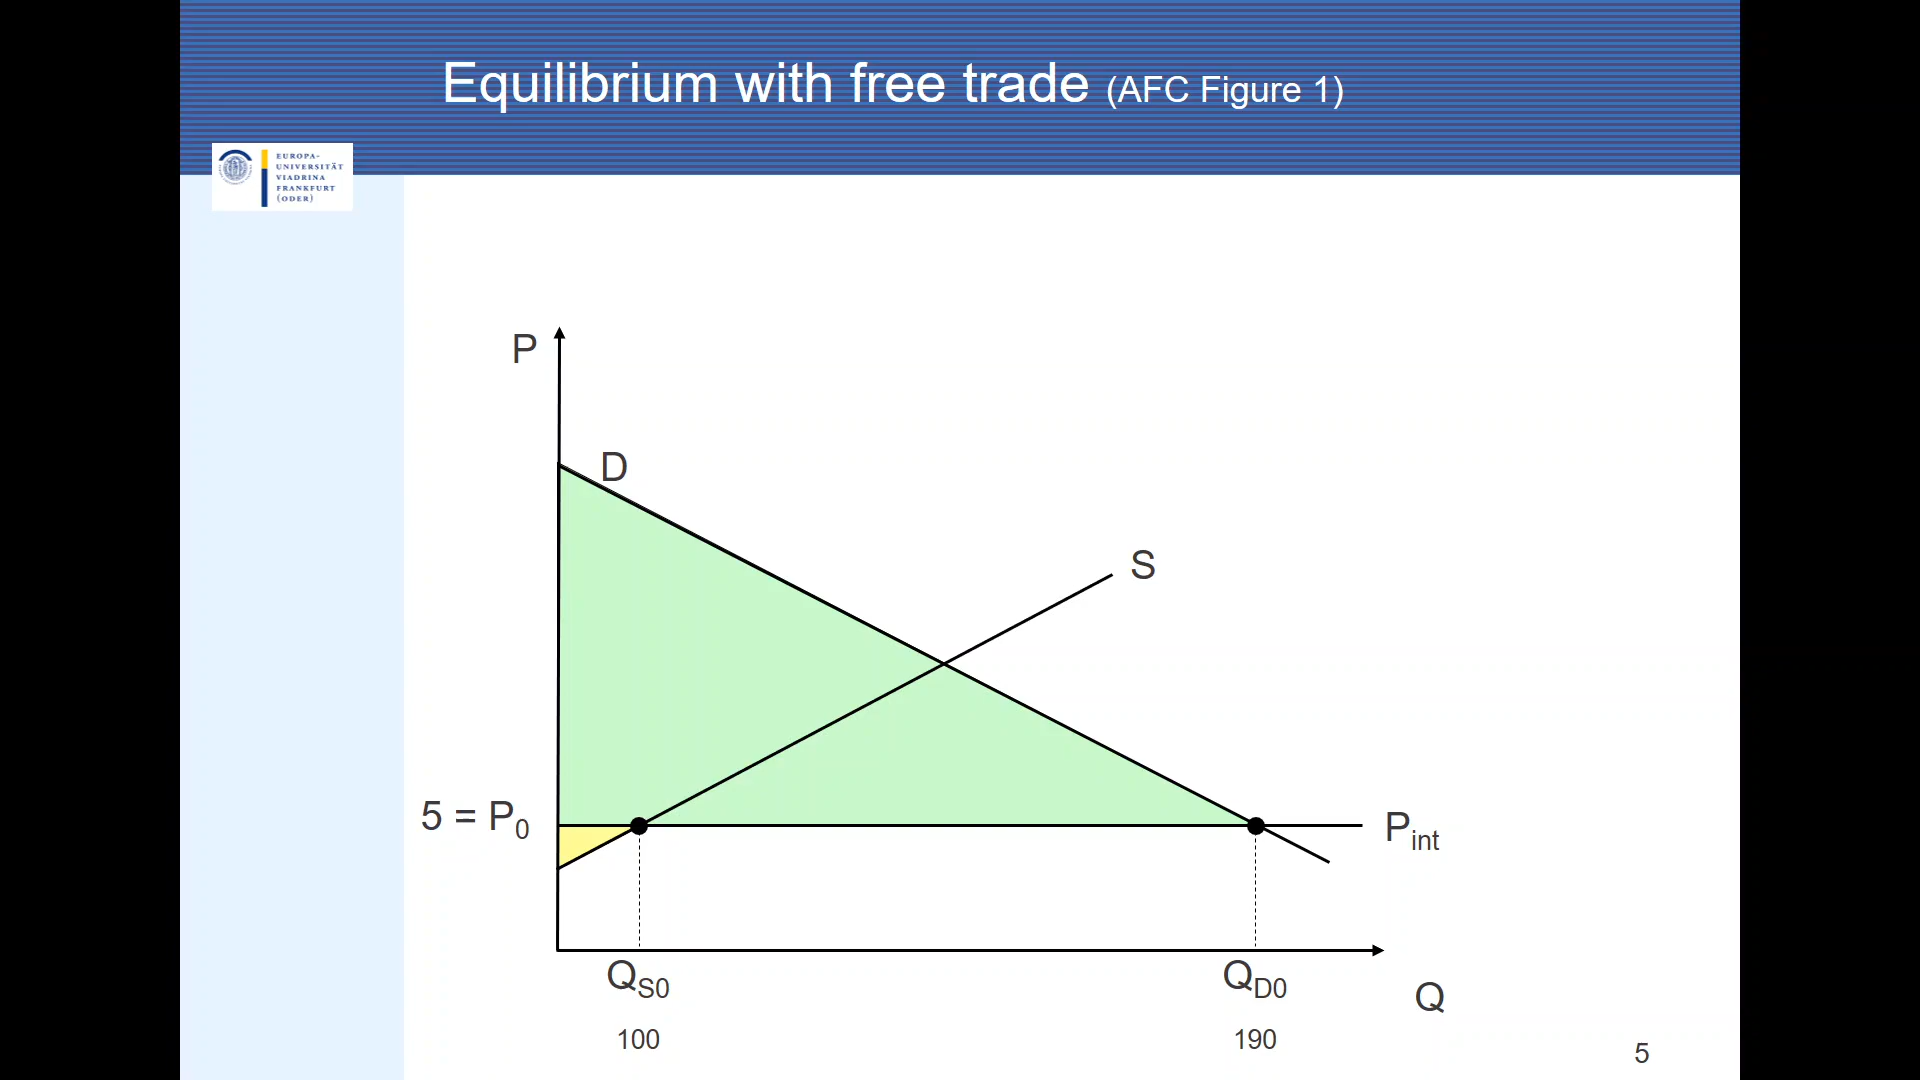 Equilibrium with free trade (AFC Figure 1)
EUROPA-
UNIVERSITÄT
VIADRINA
FRANKFURT
(ODER)
P
D
S
5 = P0
Pint
QS0
QD0
Q
100
190
5